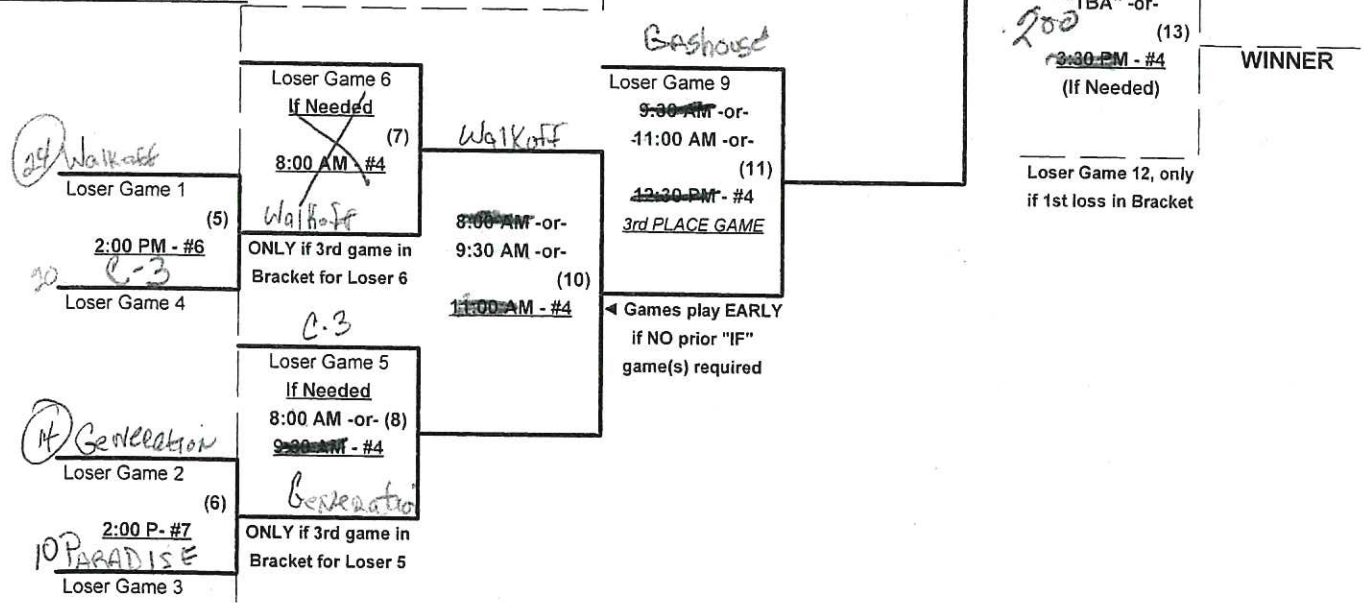 "TBA" -or-
200
(13)
3:30 PM - #4
(If Needed)
WINNER
Loser Game 12, only
if 1st loss in Bracket
Gashouse
Loser Game 9
9:30 AM -or-
11:00 AM -or-
(11)
12:30 PM - #4
3rd PLACE GAME
Loser Game 6
If Needed
(7)
8:00 AM - #4
Walkoff
ONLY if 3rd game in
Bracket for Loser 6
Walkoff
8:00 AM -or-
9:30 AM -or-
(10)
11:00 AM - #4
◄ Games play EARLY
if NO prior "IF"
game(s) required
24 Walkoff
Loser Game 1
(5)
2:00 PM - #6
20 C-3
Loser Game 4
C-3
Loser Game 5
If Needed
8:00 AM -or- (8)
9:30 AM - #4
Generatio
ONLY if 3rd game in
Bracket for Loser 5
Generation
Loser Game 2
(6)
2:00 P- #7
10 PARADISE
Loser Game 3